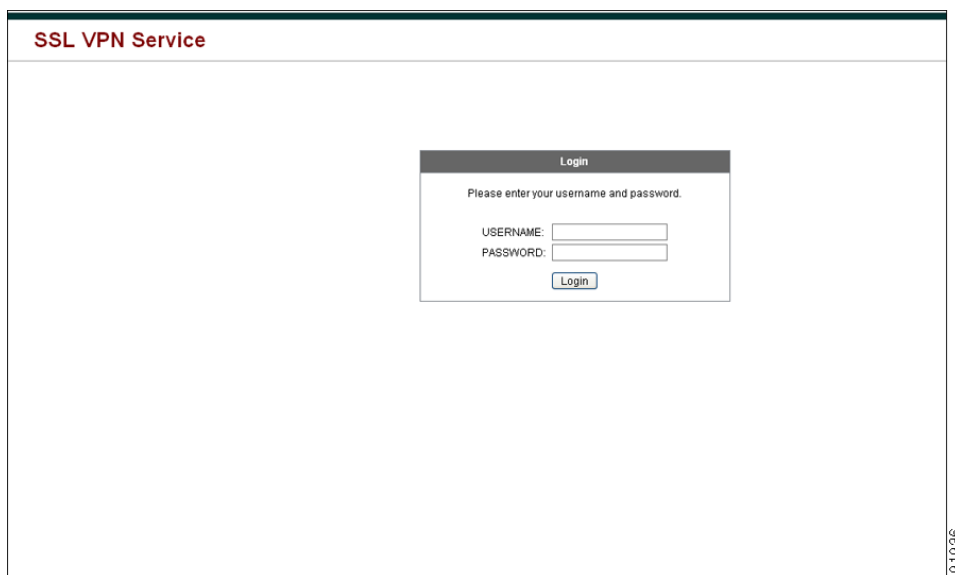 SSL VPN Service
Login
Please enter your username and password.
USERNAME:
PASSWORD:
Login